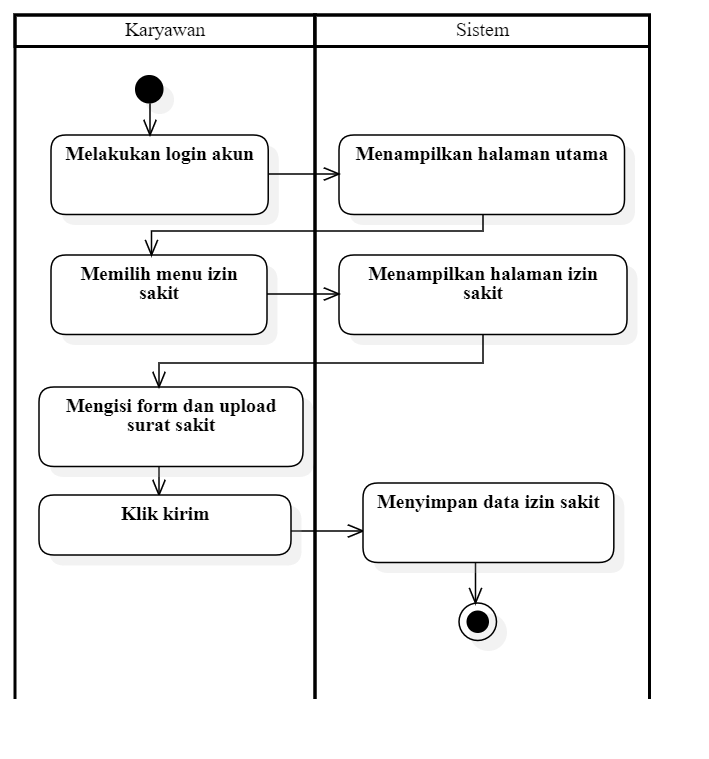 Karyawan
Sistem
Melakukan login akun
Menampilkan halaman utama
Memilih menu izin
sakit
Menampilkan halaman izin
sakit
Mengisi form dan upload
surat sakit
Klik kirim
Menyimpan data izin sakit